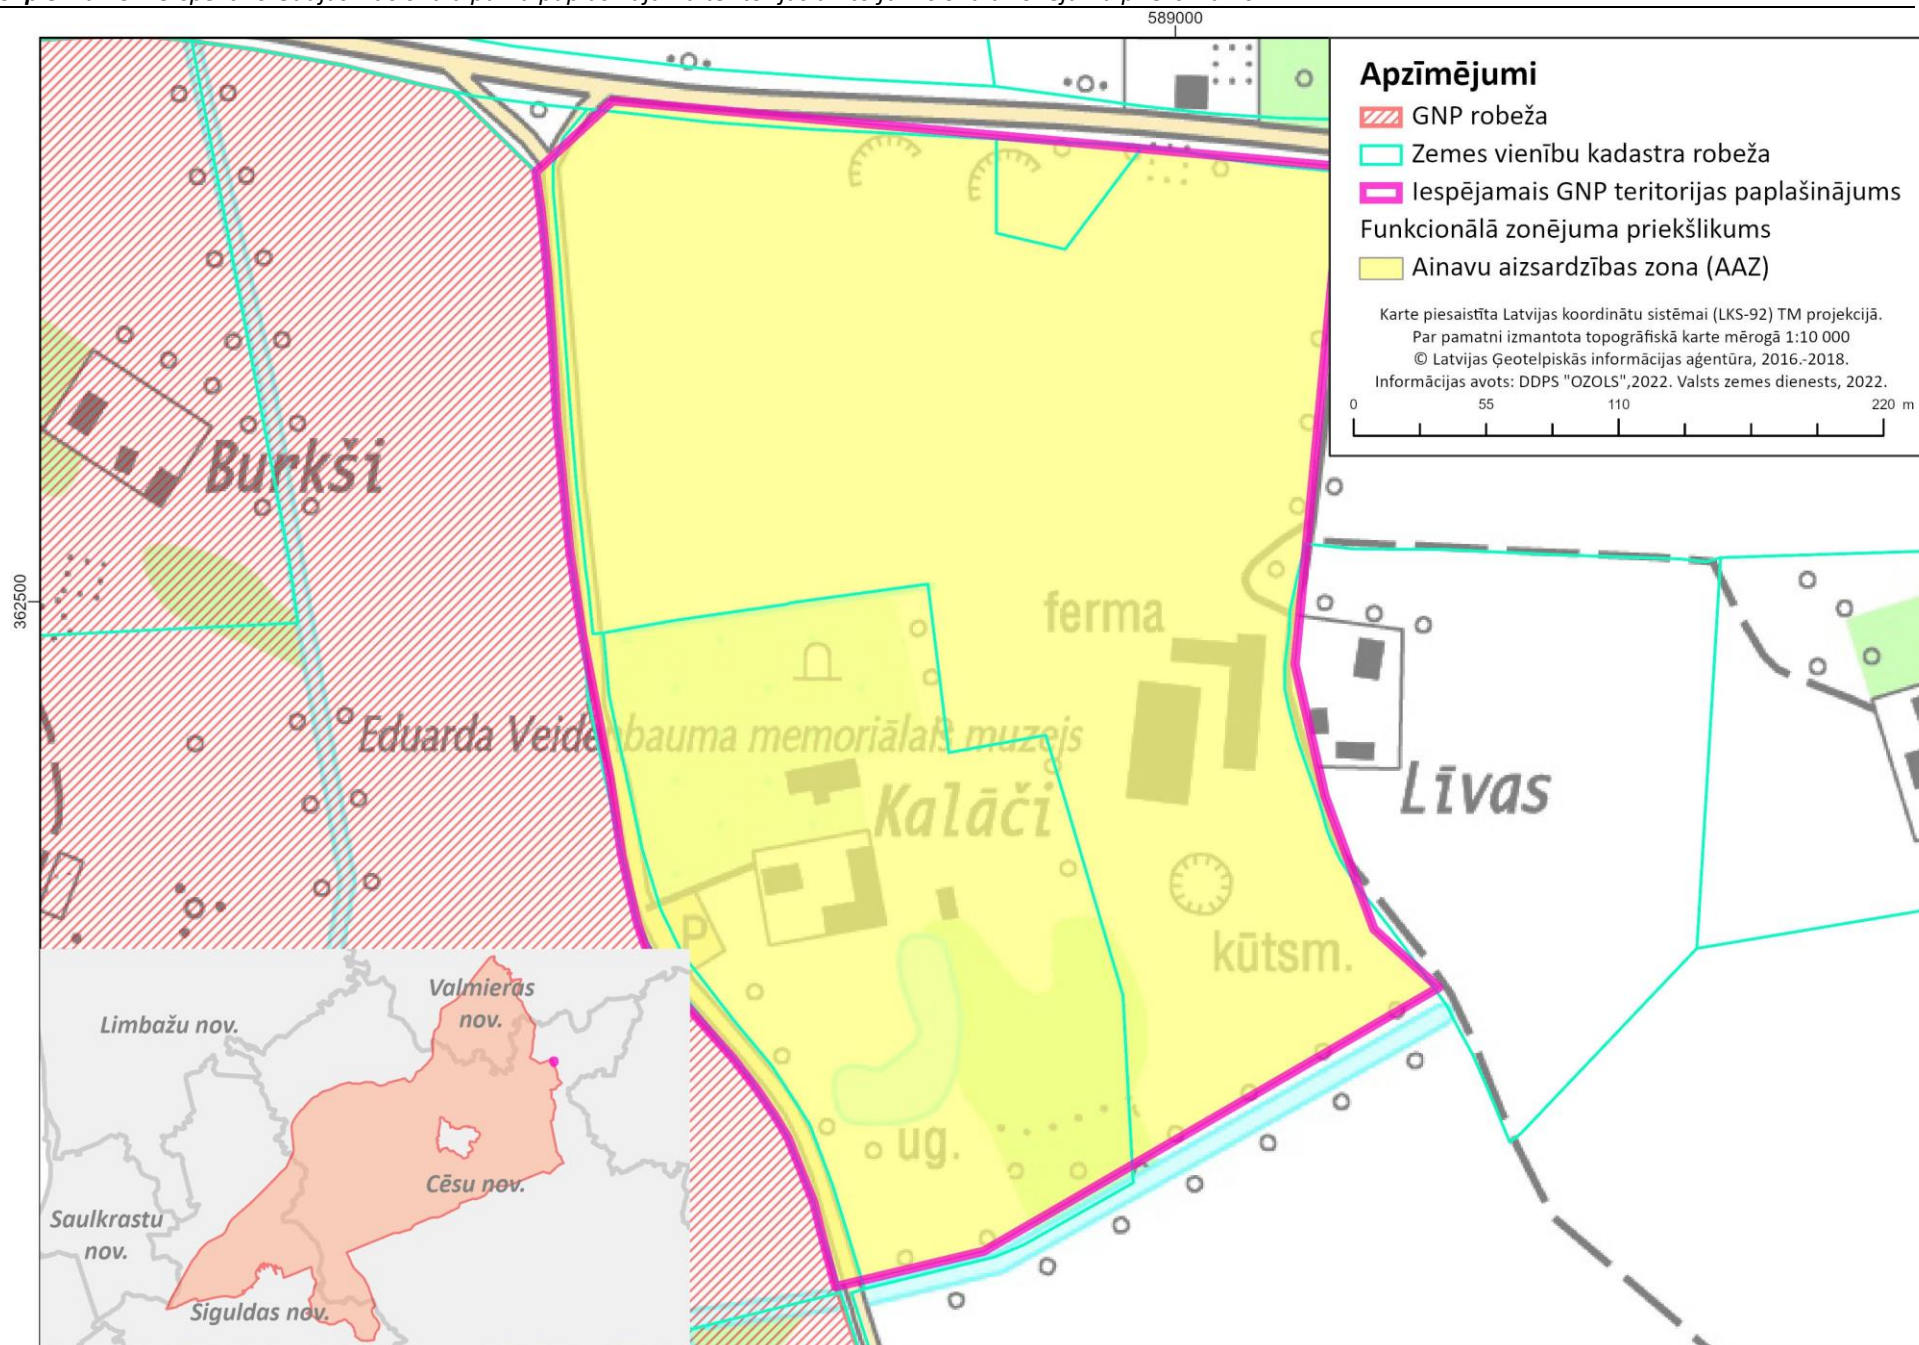 589000
362500
Apzīmējumi
GNP robeža
Zemes vienību kadastra robeža
Iespējamais GNP teritorijas paplašinājums
Funkcionālā zonējuma priekšlikums
Ainavu aizsardzības zona (AAZ)
Karte piesaistīta Latvijas koordinātu sistēmai (LKS-92) TM projekcijā.
Par pamatni izmantota topogrāfiskā karte mērogā 1:10 000
© Latvijas Ģeotelpiskās informācijas aģentūra, 2016.-2018.
Informācijas avots: DDPS "OZOLS",2022. Valsts zemes dienests, 2022.
0 55 110 220 m
Burkši
ferma
Eduarda Veidenbauma memoriālais muzejs
Kalāči
Līvas
P
kūtsm.
ug.
Valmieras
nov.
Limbažu nov.
Cēsu nov.
Saulkrastu
nov.
Siguldas nov.